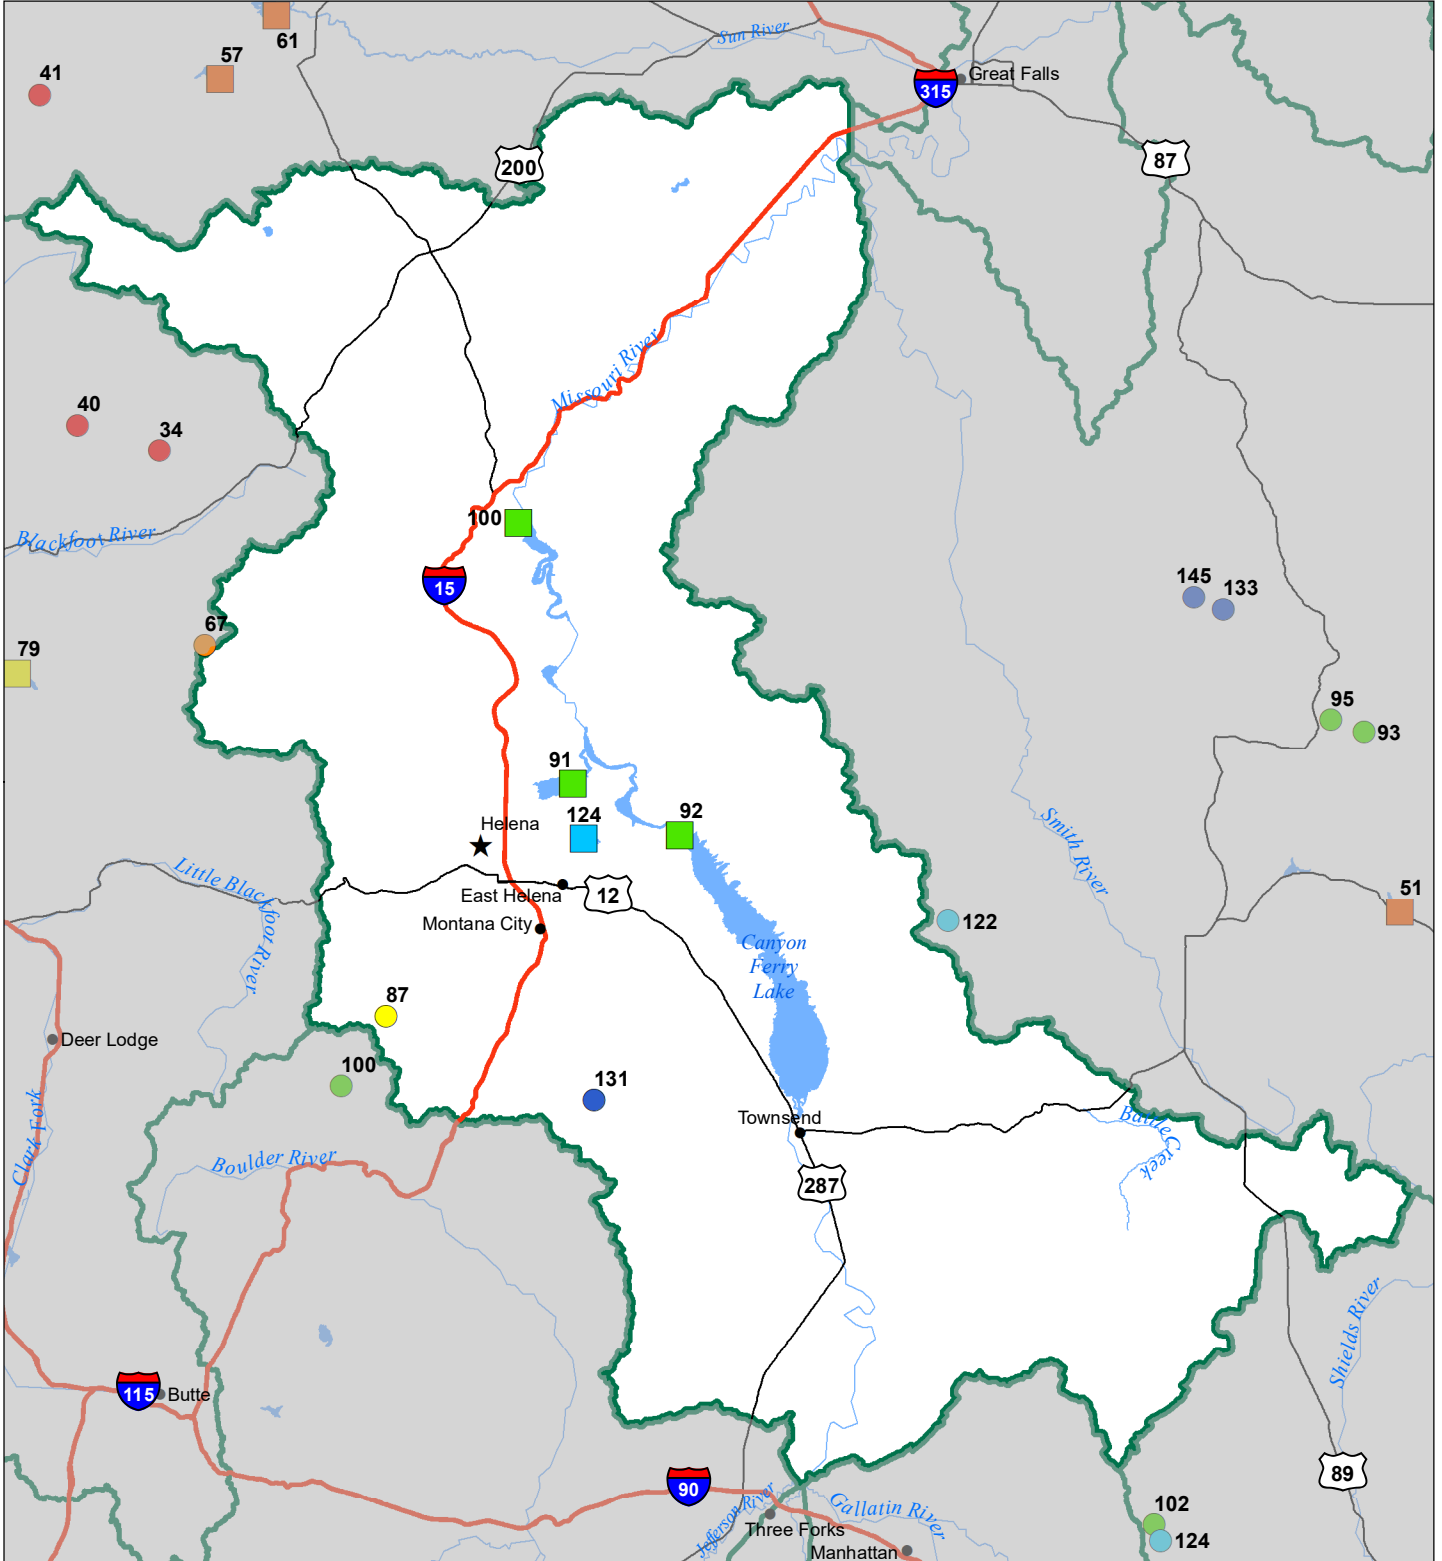 61
Sun River
57
41
Great Falls
315
200
87
Missouri River
40
34
100
Blackfoot River
15
145
133
67
79
95
93
91
124
92
Helena
Smith River
Little Blackfoot River
East Helena
12
51
Montana City
122
Canyon
Ferry
Lake
87
Deer Lodge
100
131
Clark Fork
Townsend
Battle Creek
Boulder River
287
Shields River
115
Butte
90
89
Jefferson River
Gallatin River
102
Three Forks
124
Manhattan